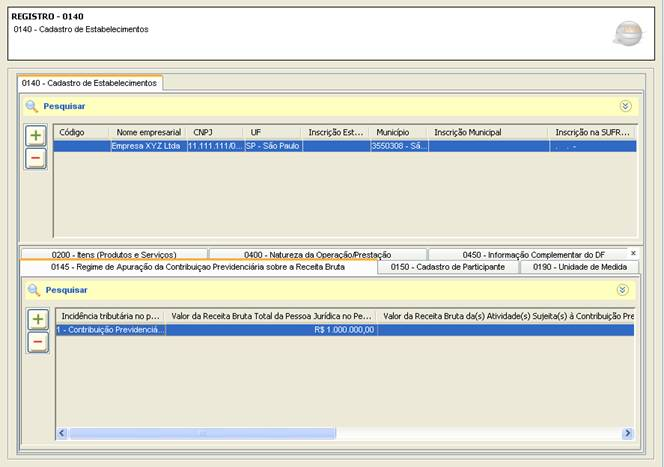 REGISTRO - 0140
0140 - Cadastro de Estabelecimentos
0140 - Cadastro de Estabelecimentos
Pesquisar
Código Nome empresarial CNPJ UF Inscrição Est... Município Inscrição Municipal Inscrição na SUFR...
Empresa XYZ Ltda 11.111.111/0... SP - São Paulo 3550308 - Sã... . . -
0200 - Itens (Produtos e Serviços) 0400 - Natureza da Operação/Prestação 0450 - Informação Complementar do DF
0145 - Regime de Apuração da Contribuiçao Previdenciária sobre a Receita Bruta 0150 - Cadastro de Participante 0190 - Unidade de Medida
Pesquisar
Incidência tributária no p... Valor da Receita Bruta Total da Pessoa Jurídica no Pe... Valor da Receita Bruta da(s) Atividade(s) Sujeita(s) à Contribuição Pre
1 - Contribuição Previdenciá... R$ 1.000.000,00